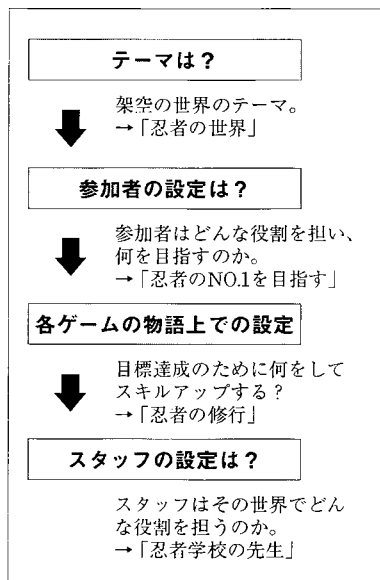 テーマは？
架空の世界のテーマ。
→「忍者の世界」
参加者の設定は？
参加者はどんな役割を担い、
何を目指すのか。
→「忍者のNO.1を目指す」
各ゲームの物語上での設定
目標達成のために何をして
スキルアップする？
→「忍者の修行」
スタッフの設定は？
スタッフはその世界でどん
な役割を担うのか。
→「忍者学校の先生」